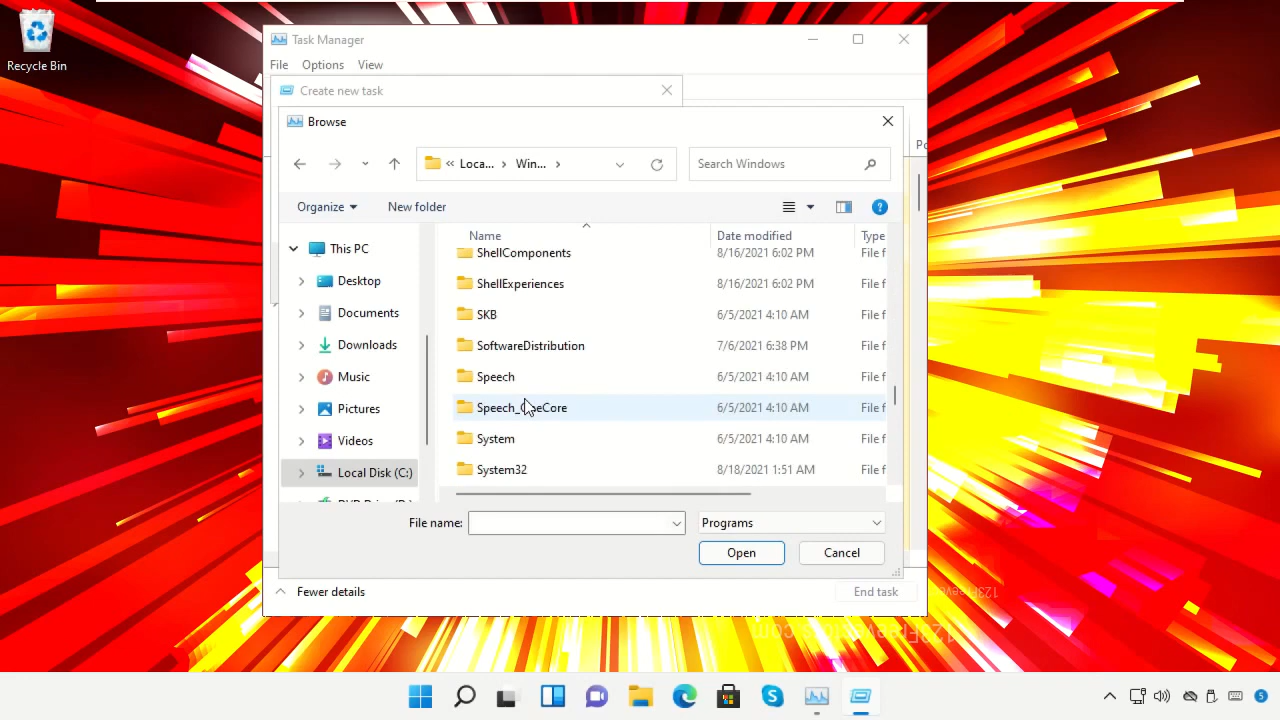 Recycle Bin
Task Manager
File Options View
Create new task
Browse
« Loca... › Win... ›
Search Windows
Organize
New folder
Name
Date modified
Type
This PC
Desktop
Documents
Downloads
Music
Pictures
Videos
Local Disk (C:)
ShellComponents 8/16/2021 6:02 PM File f
ShellExperiences 8/16/2021 6:02 PM File f
SKB 6/5/2021 4:10 AM File f
SoftwareDistribution 7/6/2021 6:38 PM File f
Speech 6/5/2021 4:10 AM File f
Speech_OneCore 6/5/2021 4:10 AM File f
System 6/5/2021 4:10 AM File f
System32 8/18/2021 1:51 AM File f
File name:
Programs
Open
Cancel
Fewer details
End task
5